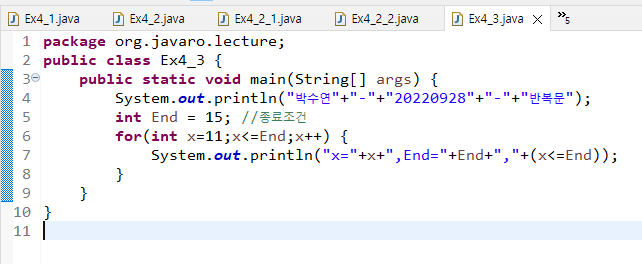 Ex4_1.java Ex4_2.java Ex4_2_1.java Ex4_2_2.java Ex4_3.java »5
1 package org.javaro.lecture;
2 public class Ex4_3 {
3 public static void main(String[] args) {
4 System.out.println("박수연"+"-"+"20220928"+"-"+"반복문");
5 int End = 15; //종료조건
6 for(int x=11;x<=End;x++) {
7 System.out.println("x="+x+",End="+End+","+(x<=End));
8 }
9 }
10 }
11